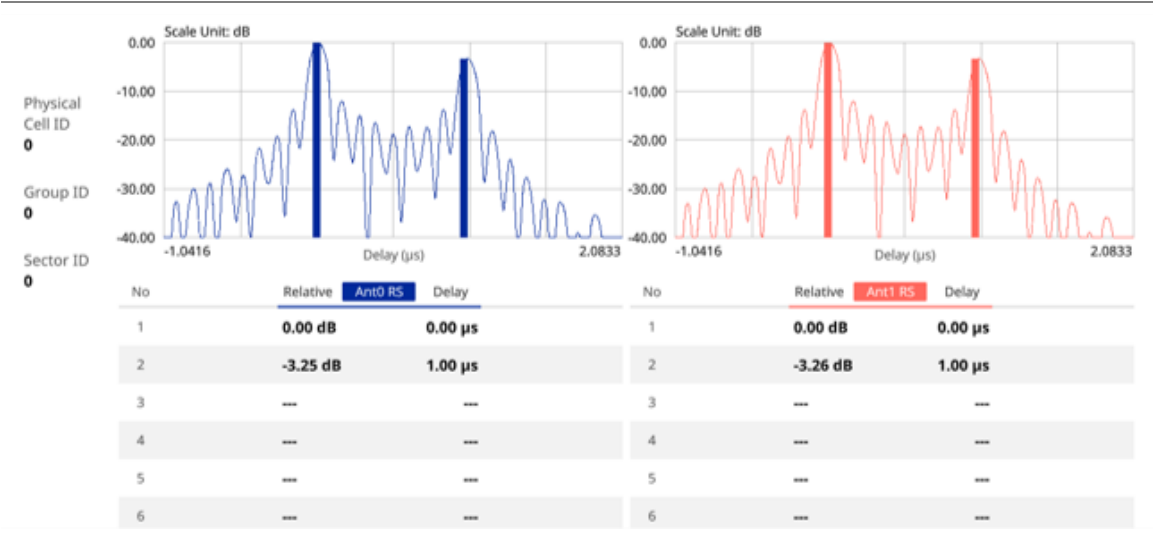 Scale Unit: dB
0.00
-10.00
-20.00
-30.00
-40.00
-1.0416
Delay (µs)
2.0833
Scale Unit: dB
0.00
-10.00
-20.00
-30.00
-40.00
-1.0416
Delay (µs)
2.0833
Physical
Cell ID
0
Group ID
0
Sector ID
0
No Relative Ant0 RS Delay
1 0.00 dB 0.00 µs
2 -3.25 dB 1.00 µs
3 --- ---
4 --- ---
5 --- ---
6 --- ---
No Relative Ant1 RS Delay
1 0.00 dB 0.00 µs
2 -3.26 dB 1.00 µs
3 --- ---
4 --- ---
5 --- ---
6 --- ---